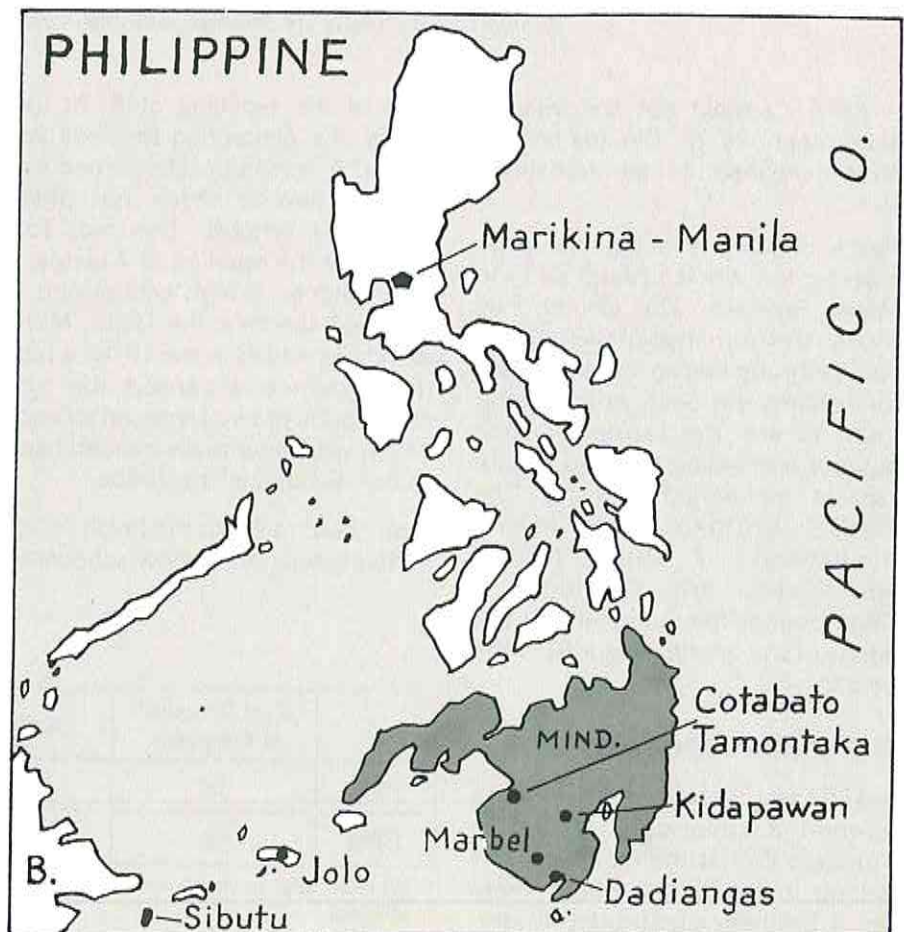 PHILIPPINE
PACIFIC O.
Marikina - Manila
MIND.
Cotabato
Tamontaka
Kidapawan
Marbel
Dadiangas
Jolo
B.
Sibutu